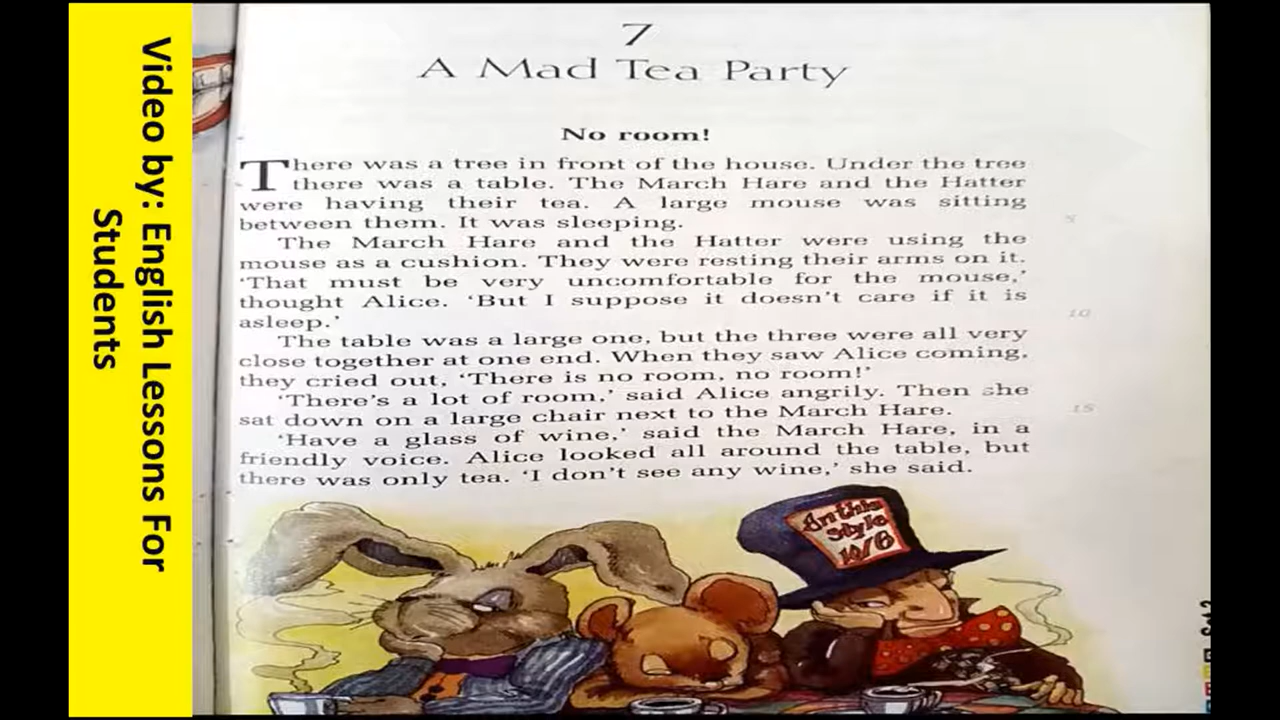 Video by: English Lessons For
Students
7
A Mad Tea Party
No room!
There was a tree in front of the house. Under the tree
there was a table. The March Hare and the Hatter
were having their tea. A large mouse was sitting
between them. It was sleeping.
5
The March Hare and the Hatter were using the
mouse as a cushion. They were resting their arms on it.
'That must be very uncomfortable for the mouse,'
thought Alice. 'But I suppose it doesn't care if it is
asleep.'
10
The table was a large one, but the three were all very
close together at one end. When they saw Alice coming,
they cried out, 'There is no room, no room!'
'There's a lot of room,' said Alice angrily. Then she
sat down on a large chair next to the March Hare.
15
'Have a glass of wine,' said the March Hare, in a
friendly voice. Alice looked all around the table, but
there was only tea. 'I don't see any wine,' she said.
In this
Style
10/6